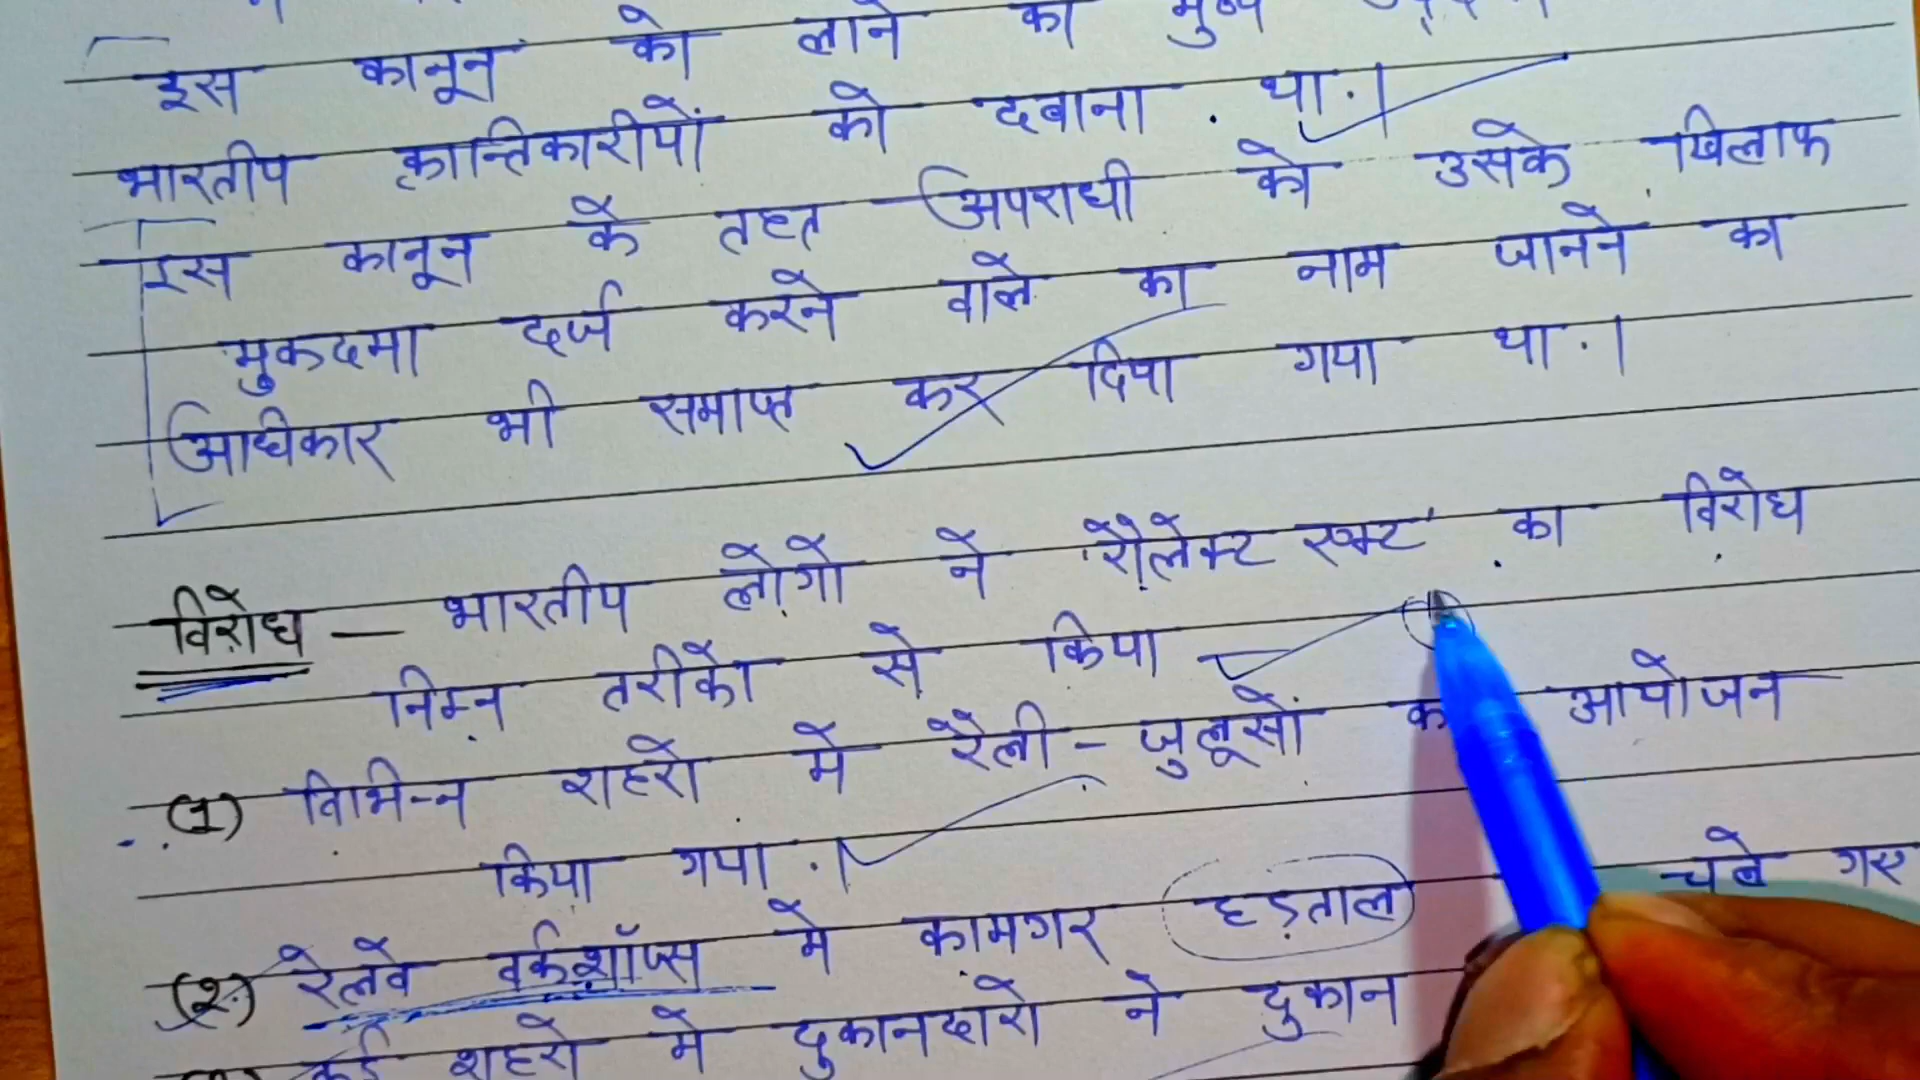 इस कानून को लाने का मुख्य
भारतीय क्रान्तिकारीयों को दबाना था।
इस कानून के तहत अपराधी को उसके खिलाफ
मुकदमा दर्ज करने वाले का नाम जानने का
अधिकार भी समाप्त कर दिया गया था।
विरोध — भारतीय लोगों ने 'रौलेक्ट एक्ट' का विरोध
निम्न तरीको से किया
(1) विभिन्न शहरो मे रैली - जुलूसों का आयोजन
किया गया।
(2) रेलवे वर्कशॉप्स मे कामगर हड़ताल चले गए
कई शहरो मे दुकानदारो ने दुकान